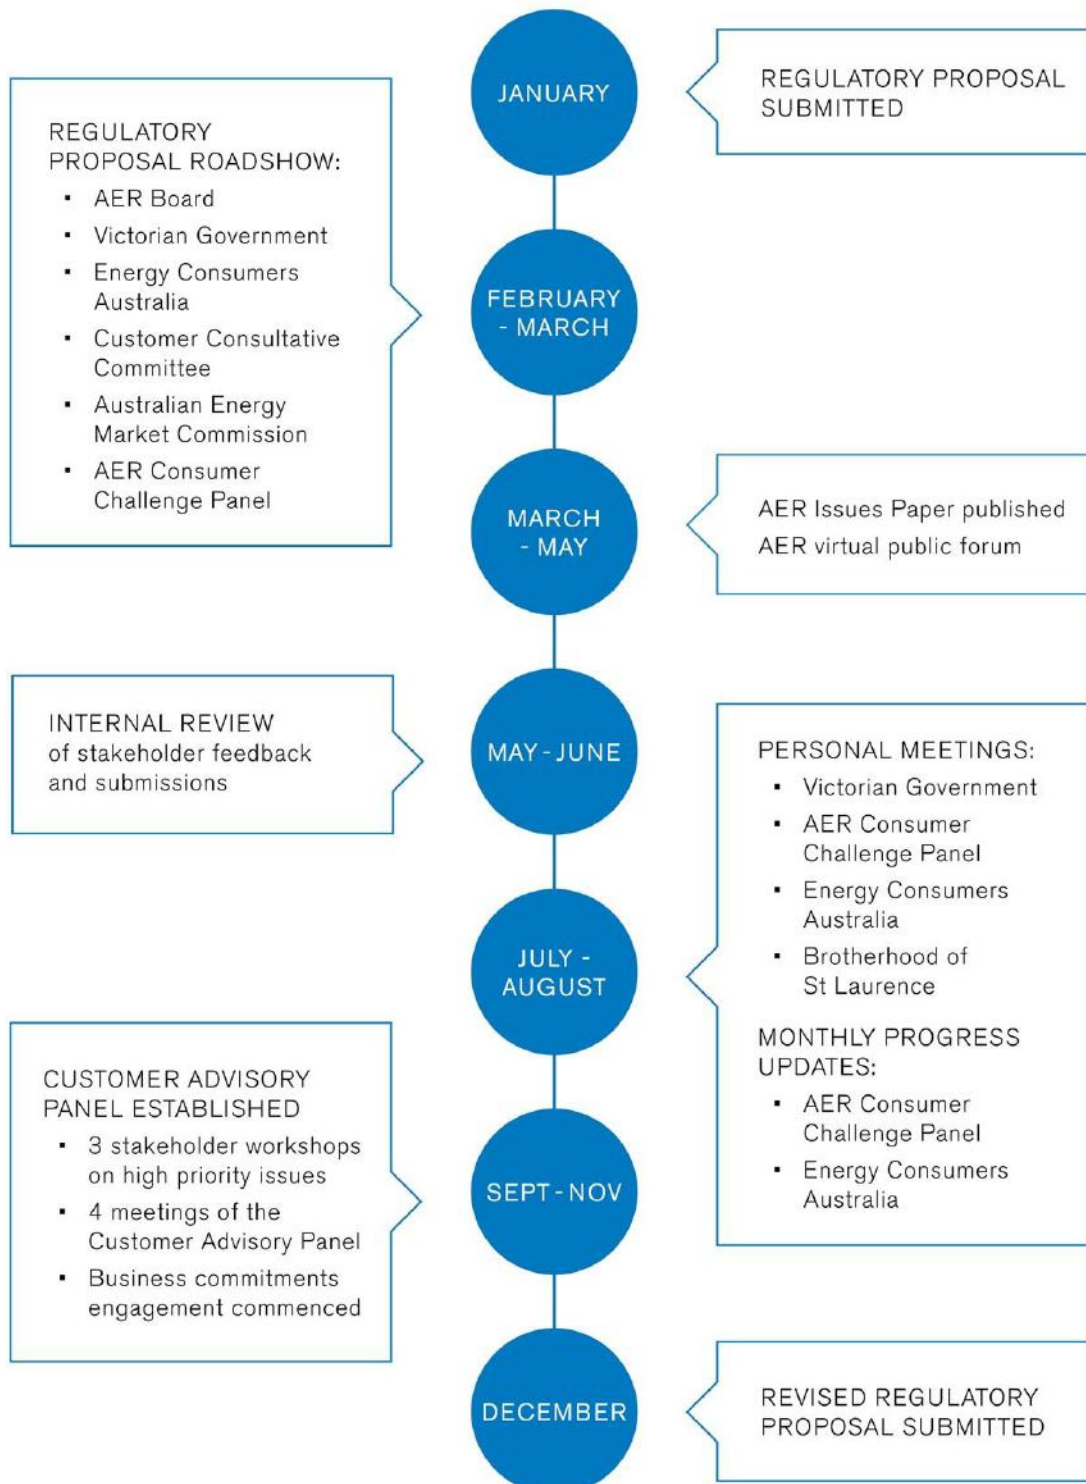 JANUARY
REGULATORY PROPOSAL
SUBMITTED
REGULATORY
PROPOSAL ROADSHOW:
▪ AER Board
▪ Victorian Government
▪ Energy Consumers
Australia
▪ Customer Consultative
Committee
▪ Australian Energy
Market Commission
▪ AER Consumer
Challenge Panel
FEBRUARY
- MARCH
MARCH
- MAY
AER Issues Paper published
AER virtual public forum
INTERNAL REVIEW
of stakeholder feedback
and submissions
MAY - JUNE
PERSONAL MEETINGS:
▪ Victorian Government
▪ AER Consumer
Challenge Panel
▪ Energy Consumers
Australia
▪ Brotherhood of
St Laurence
MONTHLY PROGRESS
UPDATES:
▪ AER Consumer
Challenge Panel
▪ Energy Consumers
Australia
JULY -
AUGUST
CUSTOMER ADVISORY
PANEL ESTABLISHED
▪ 3 stakeholder workshops
on high priority issues
▪ 4 meetings of the
Customer Advisory Panel
▪ Business commitments
engagement commenced
SEPT - NOV
DECEMBER
REVISED REGULATORY
PROPOSAL SUBMITTED